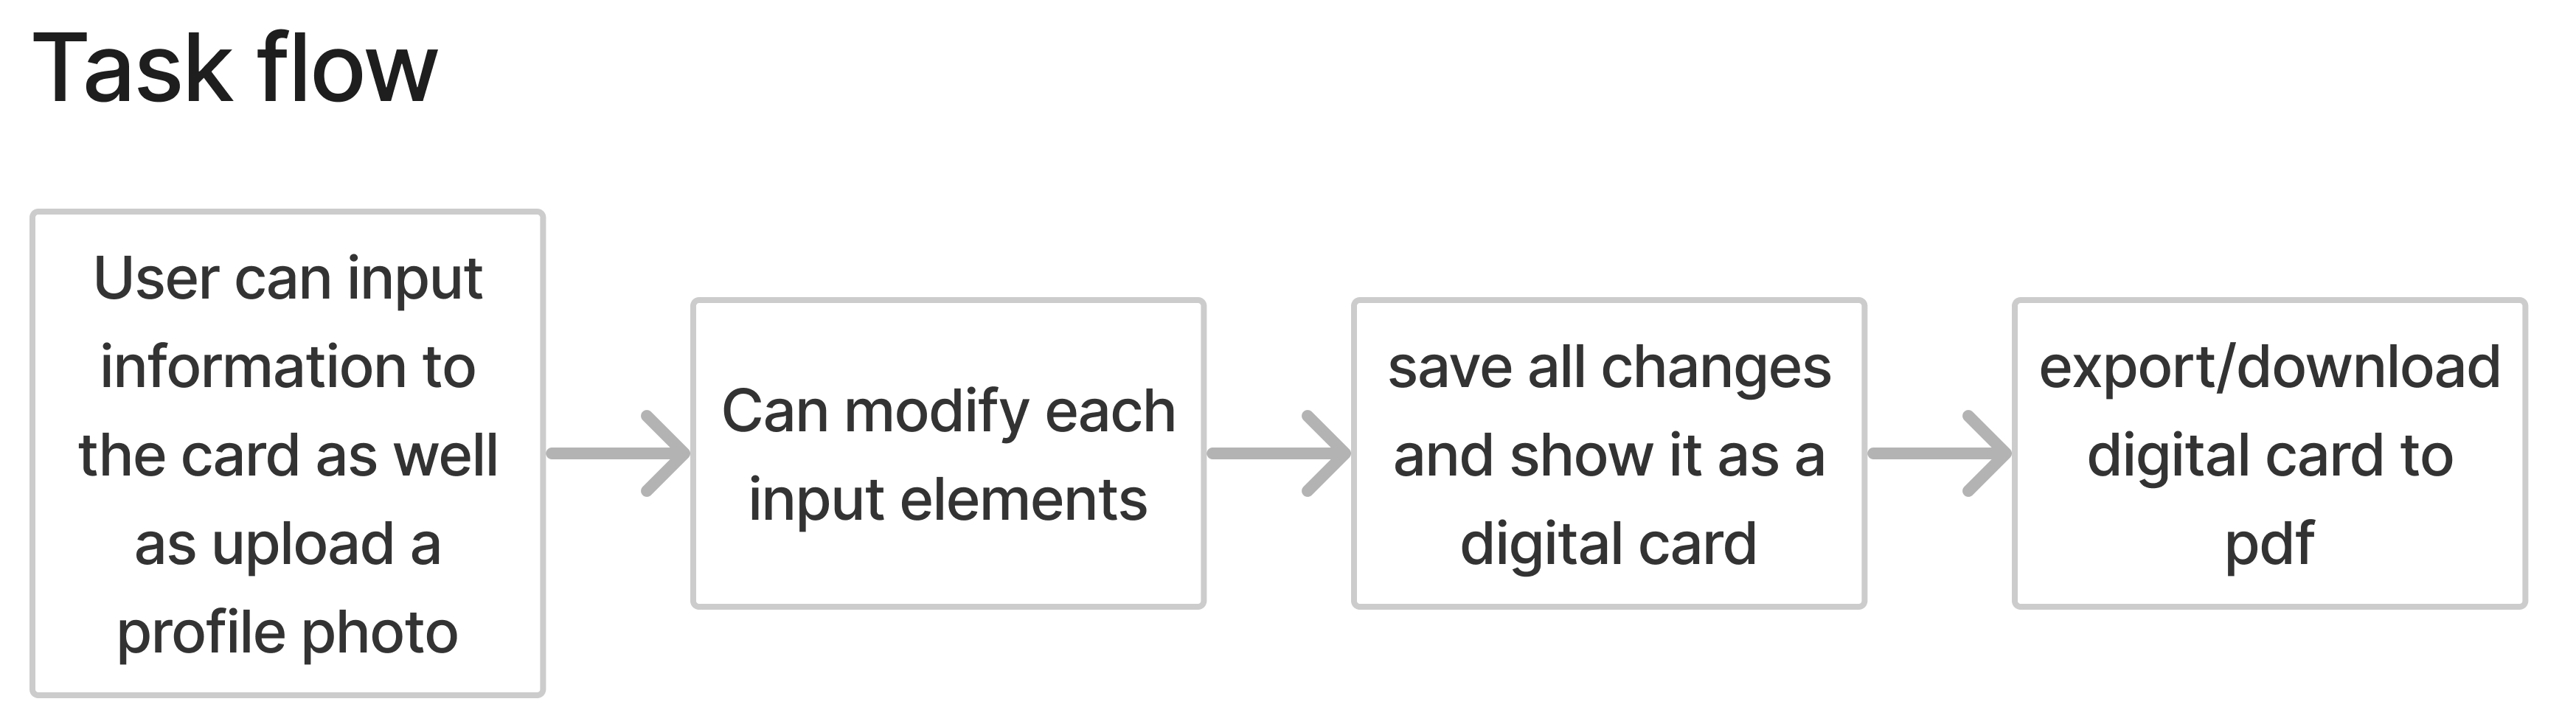 Task flow
User can input
information to
the card as well
as upload a
profile photo
Can modify each
input elements
save all changes
and show it as a
digital card
export/download
digital card to
pdf